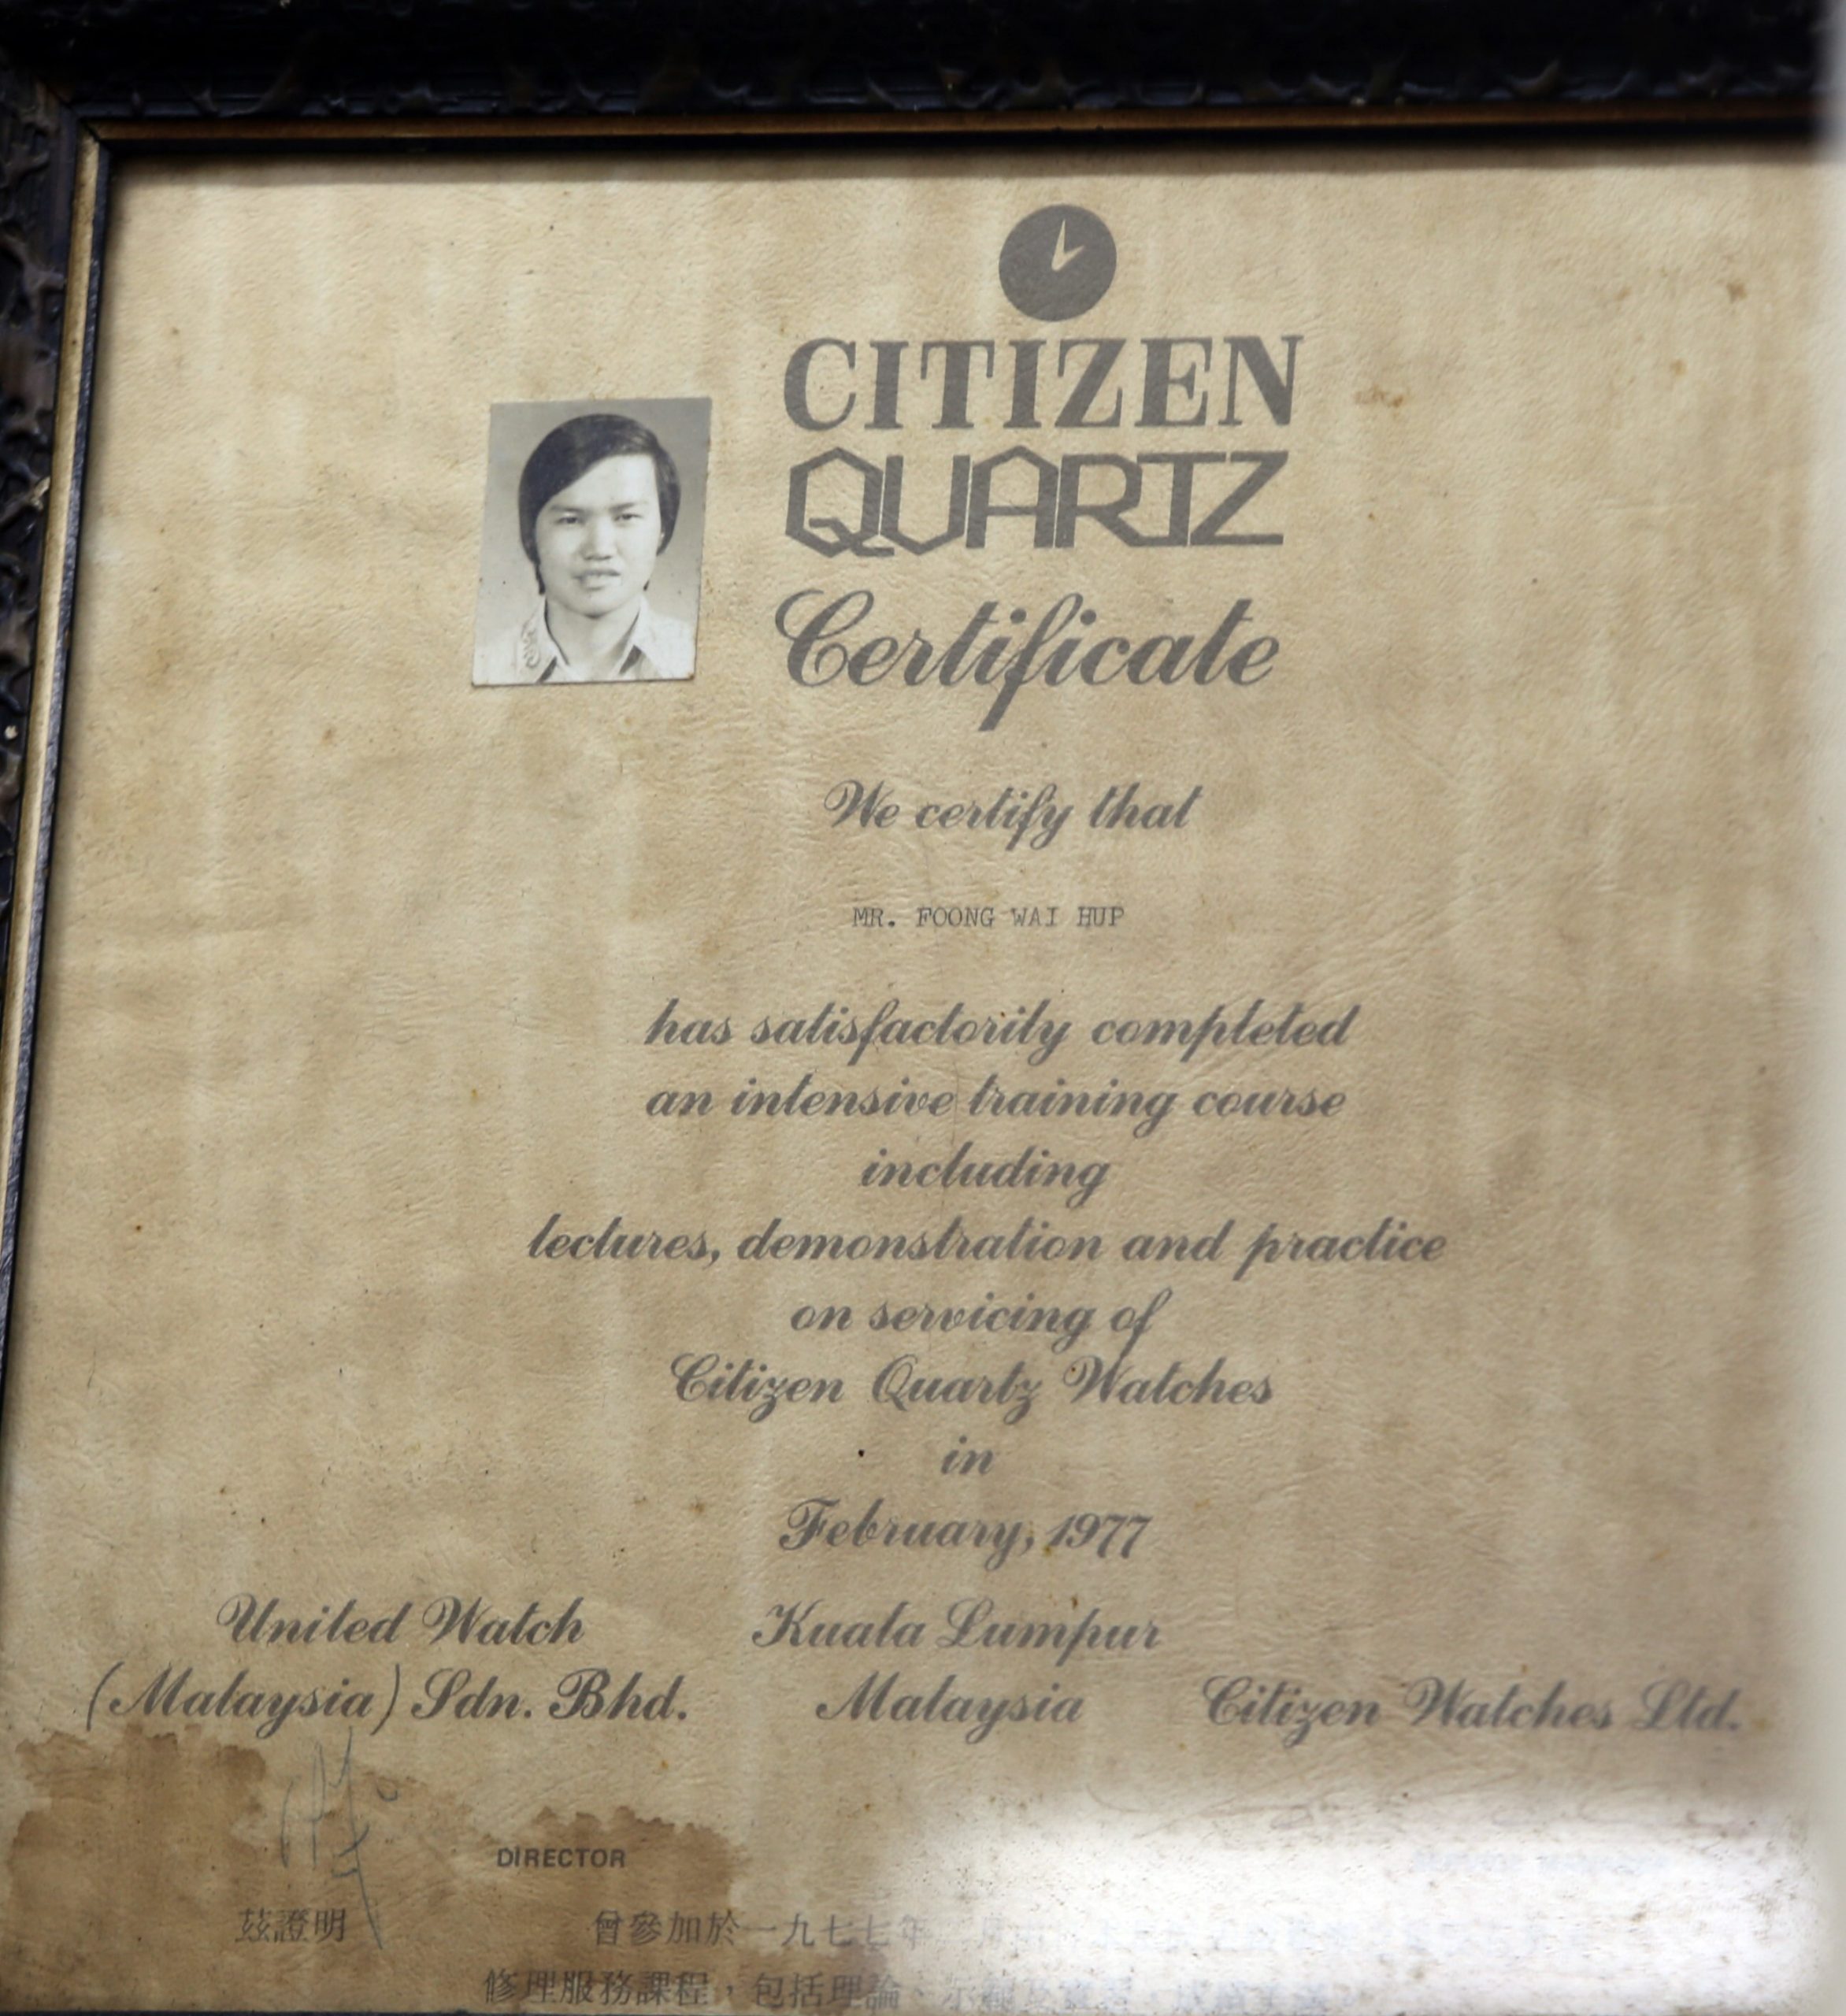 CITIZEN
QUARTZ
Certificate
We certify that
MR. FOONG WAI HUP
has satisfactorily completed
an intensive training course
including
lectures, demonstration and practice
on servicing of
Citizen Quartz Watches
in
February, 1977
United Watch Kuala Lumpur
(Malaysia) Sdn. Bhd. Malaysia Citizen Watches Ltd.
DIRECTOR
茲證明 曾參加於一九七七年
修理服務課程，包括理論、示範及